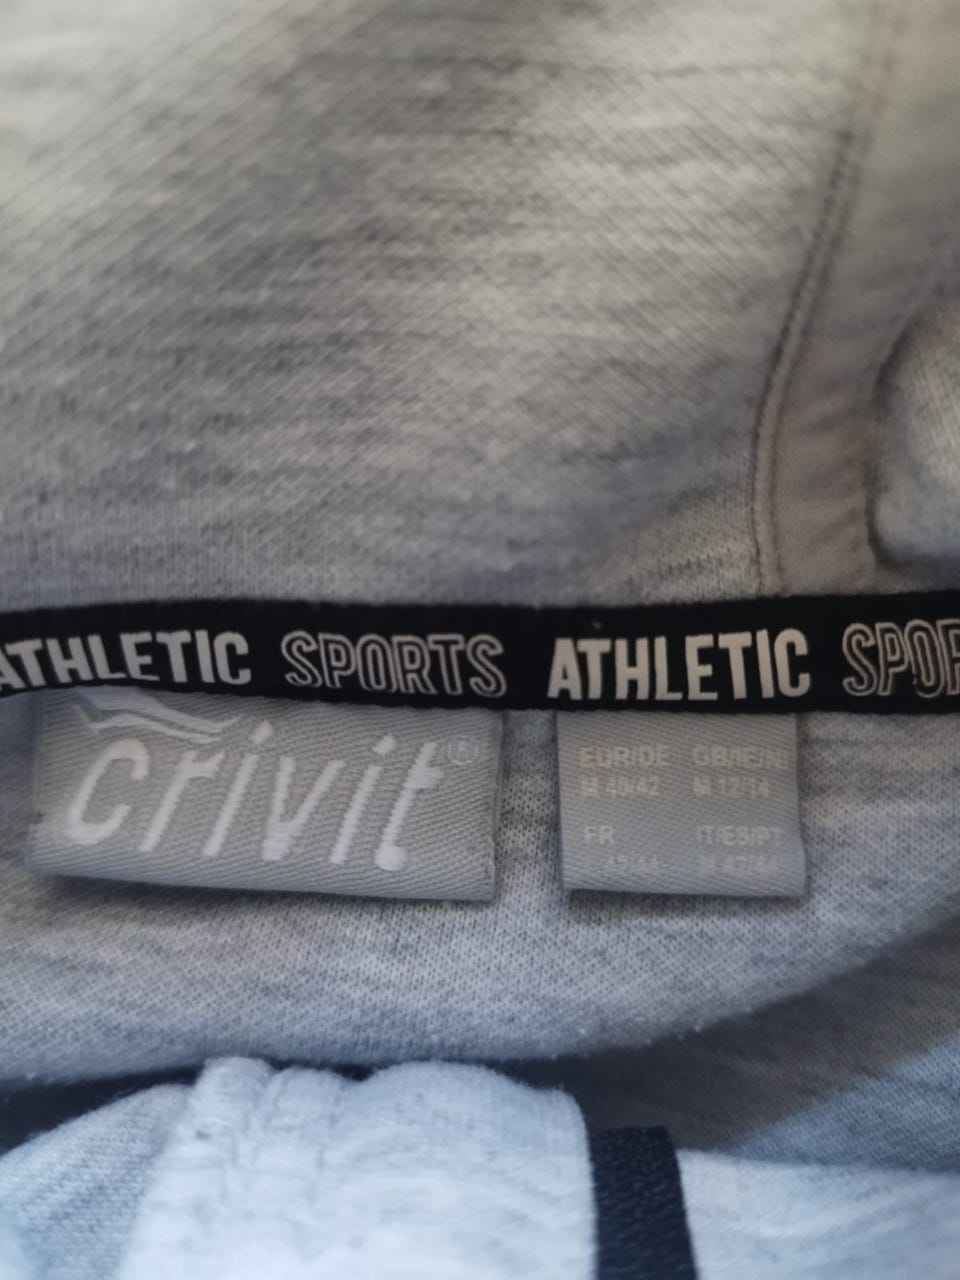 ATHLETIC SPORTS ATHLETIC SPOR
crivit ®
EUR/DE GB/IE/NI
M 40/42 M 12/14
FR IT/ES/PT
M 42/44